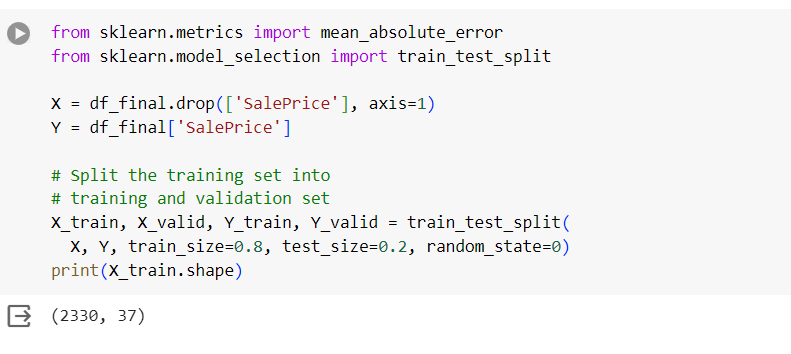 from sklearn.metrics import mean_absolute_error
from sklearn.model_selection import train_test_split
X = df_final.drop(['SalePrice'], axis=1)
Y = df_final['SalePrice']
# Split the training set into
# training and validation set
X_train, X_valid, Y_train, Y_valid = train_test_split(
  X, Y, train_size=0.8, test_size=0.2, random_state=0)
print(X_train.shape)
(2330, 37)